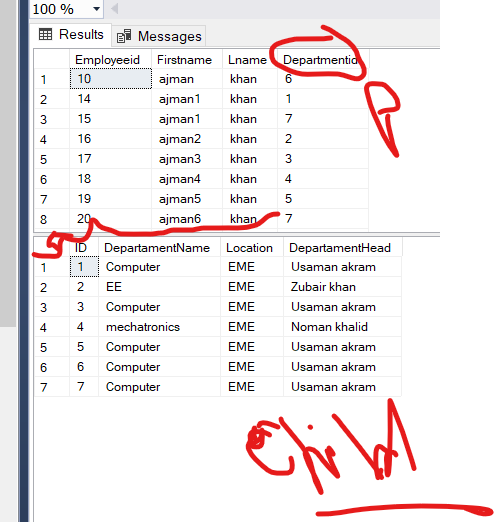 100 %
Results Messages
Employeeid Firstname Lname Departmentid
1 10 ajman khan 6
2 14 ajman1 khan 1
3 15 ajman1 khan 7
4 16 ajman2 khan 2
5 17 ajman3 khan 3
6 18 ajman4 khan 4
7 19 ajman5 khan 5
8 20 ajman6 khan 7
P
ID DepartamentName Location DepartamentHead
1 1 Computer EME Usaman akram
2 2 EE EME Zubair khan
3 3 Computer EME Usaman akram
4 4 mechatronics EME Noman khalid
5 5 Computer EME Usaman akram
6 6 Computer EME Usaman akram
7 7 Computer EME Usaman akram